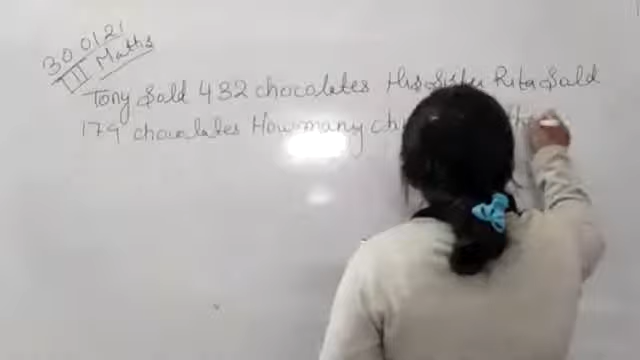 30 01 21
III Maths
Tony Sold 432 chocolates His Sister Rita Sold
179 chocolates How many ch